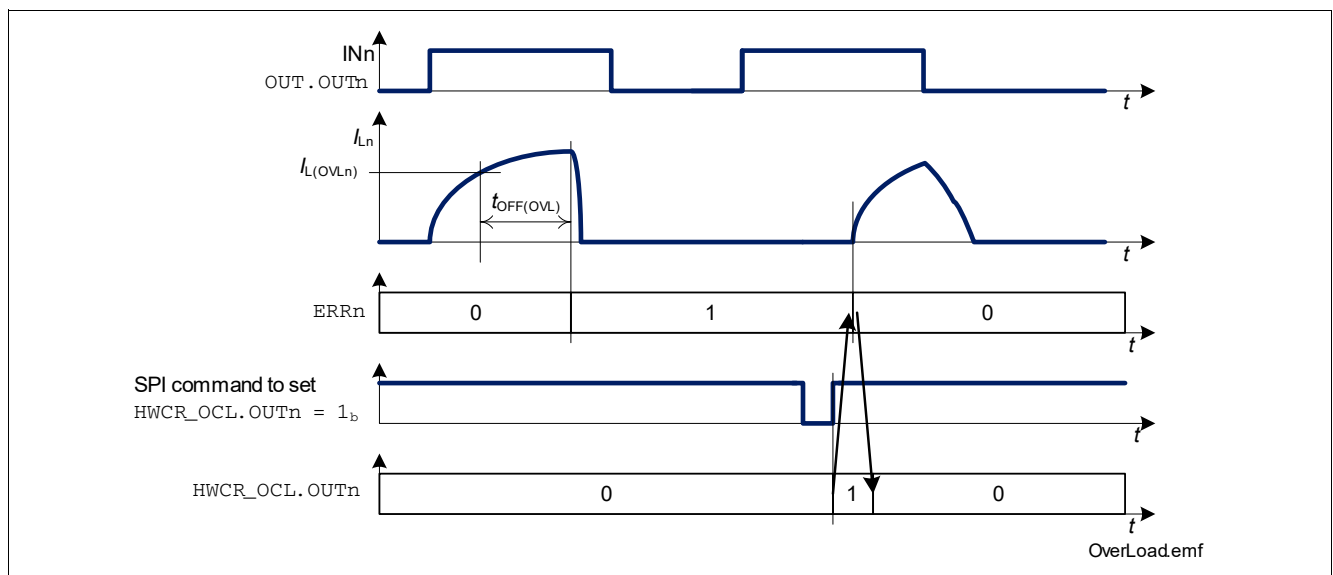 INn
OUT.OUTn
t
ILn
IL(OVLn)
tOFF(OVL)
t
ERRn
0
1
0
t
SPI command to set
HWCR_OCL.OUTn = 1b
t
HWCR_OCL.OUTn
0
1
0
t
OverLoad.emf